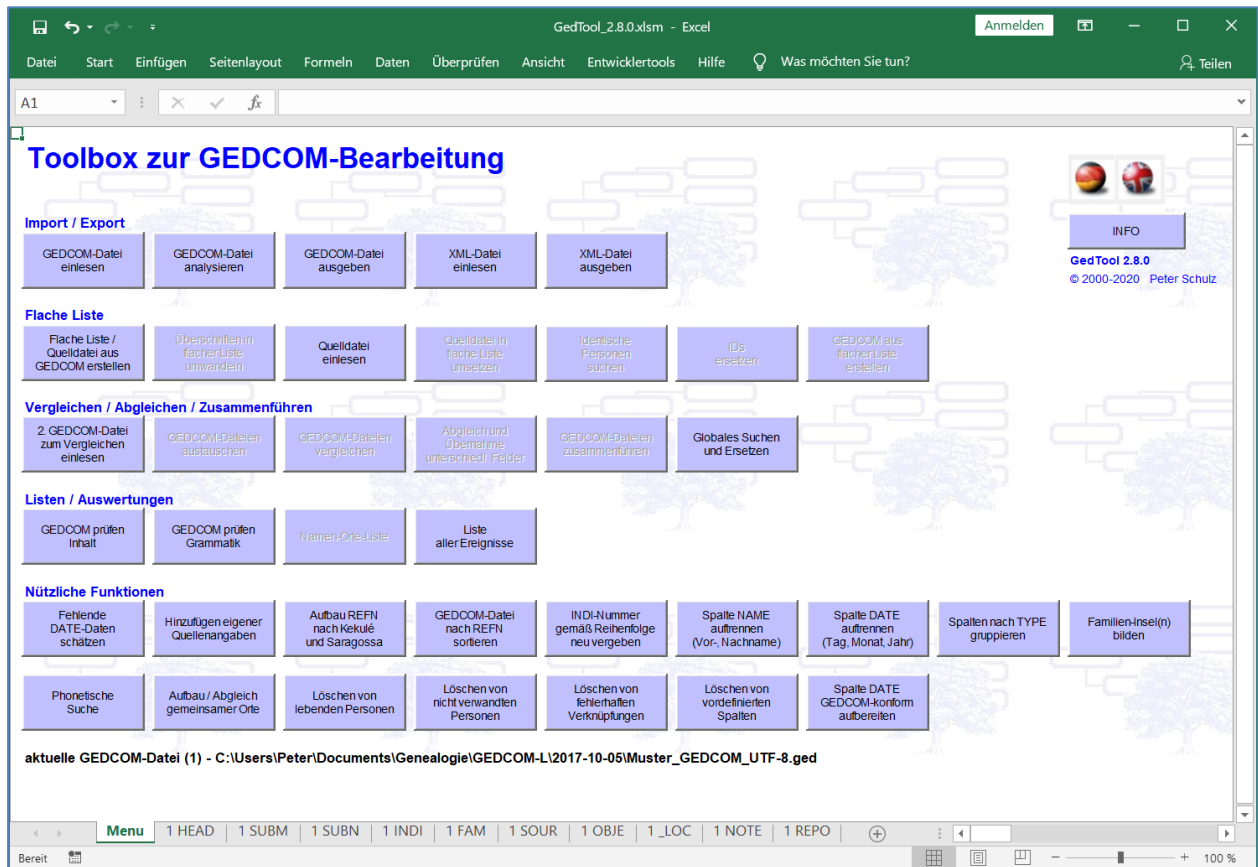 GedTool_2.8.0.xlsm - Excel
Anmelden
Datei Start Einfügen Seitenlayout Formeln Daten Überprüfen Ansicht Entwicklertools Hilfe Was möchten Sie tun? Teilen
A1 fx
Toolbox zur GEDCOM-Bearbeitung
Import / Export
GEDCOM-Datei
einlesen
GEDCOM-Datei
analysieren
GEDCOM-Datei
ausgeben
XML-Datei
einlesen
XML-Datei
ausgeben
INFO
GedTool 2.8.0
© 2000-2020 Peter Schulz
Flache Liste
Flache Liste /
Quelldatei aus
GEDCOM erstellen
Überschriften in
flacher Liste
umwandeln
Quelldatei
einlesen
Quelldatei in
flache Liste
umsetzen
Identische
Personen
suchen
IDs
ersetzen
GEDCOM aus
flacher Liste
erstellen
Vergleichen / Abgleichen / Zusammenführen
2. GEDCOM-Datei
zum Vergleichen
einlesen
GEDCOM-Dateien
austauschen
GEDCOM-Dateien
vergleichen
Abgleich und
Übernahme
unterschiedl. Felder
GEDCOM-Dateien
zusammenführen
Globales Suchen
und Ersetzen
Listen / Auswertungen
GEDCOM prüfen
Inhalt
GEDCOM prüfen
Grammatik
Namen-Orte-Liste
Liste
aller Ereignisse
Nützliche Funktionen
Fehlende
DATE-Daten
schätzen
Hinzufügen eigener
Quellenangaben
Aufbau REFN
nach Kekulé
und Saragossa
GEDCOM-Datei
nach REFN
sortieren
INDI-Nummer
gemäß Reihenfolge
neu vergeben
Spalte NAME
auftrennen
(Vor-, Nachname)
Spalte DATE
auftrennen
(Tag, Monat, Jahr)
Spalten nach TYPE
gruppieren
Familien-Insel(n)
bilden
Phonetische
Suche
Aufbau / Abgleich
gemeinsamer Orte
Löschen von
lebenden Personen
Löschen von
nicht verwandten
Personen
Löschen von
fehlerhaften
Verknüpfungen
Löschen von
vordefinierten
Spalten
Spalte DATE
GEDCOM-konform
aufbereiten
aktuelle GEDCOM-Datei (1) - C:\Users\Peter\Documents\Genealogie\GEDCOM-L\2017-10-05\Muster_GEDCOM_UTF-8.ged
Menu 1 HEAD 1 SUBM 1 SUBN 1 INDI 1 FAM 1 SOUR 1 OBJE 1 _LOC 1 NOTE 1 REPO
Bereit 100 %